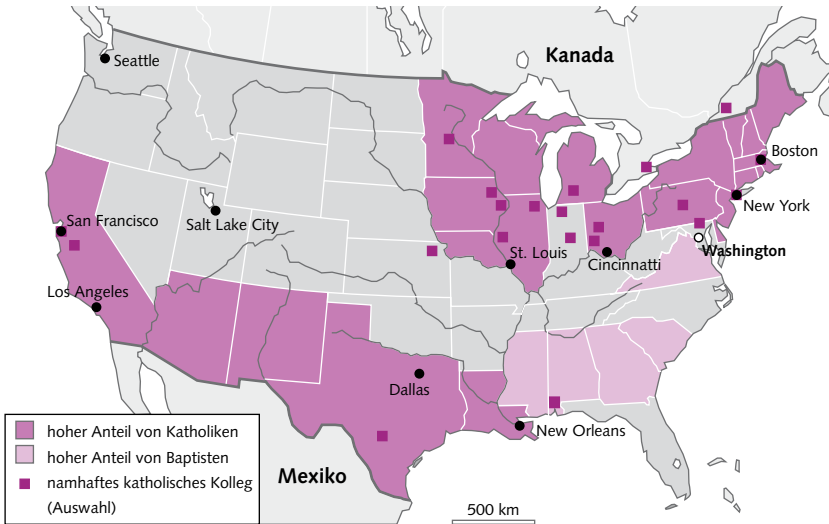 Kanada
Seattle
Boston
New York
Salt Lake City
San Francisco
St. Louis
Cincinnatti
Washington
Los Angeles
Dallas
New Orleans
Mexiko
hoher Anteil von Katholiken
hoher Anteil von Baptisten
namhaftes katholisches Kolleg
(Auswahl)
500 km